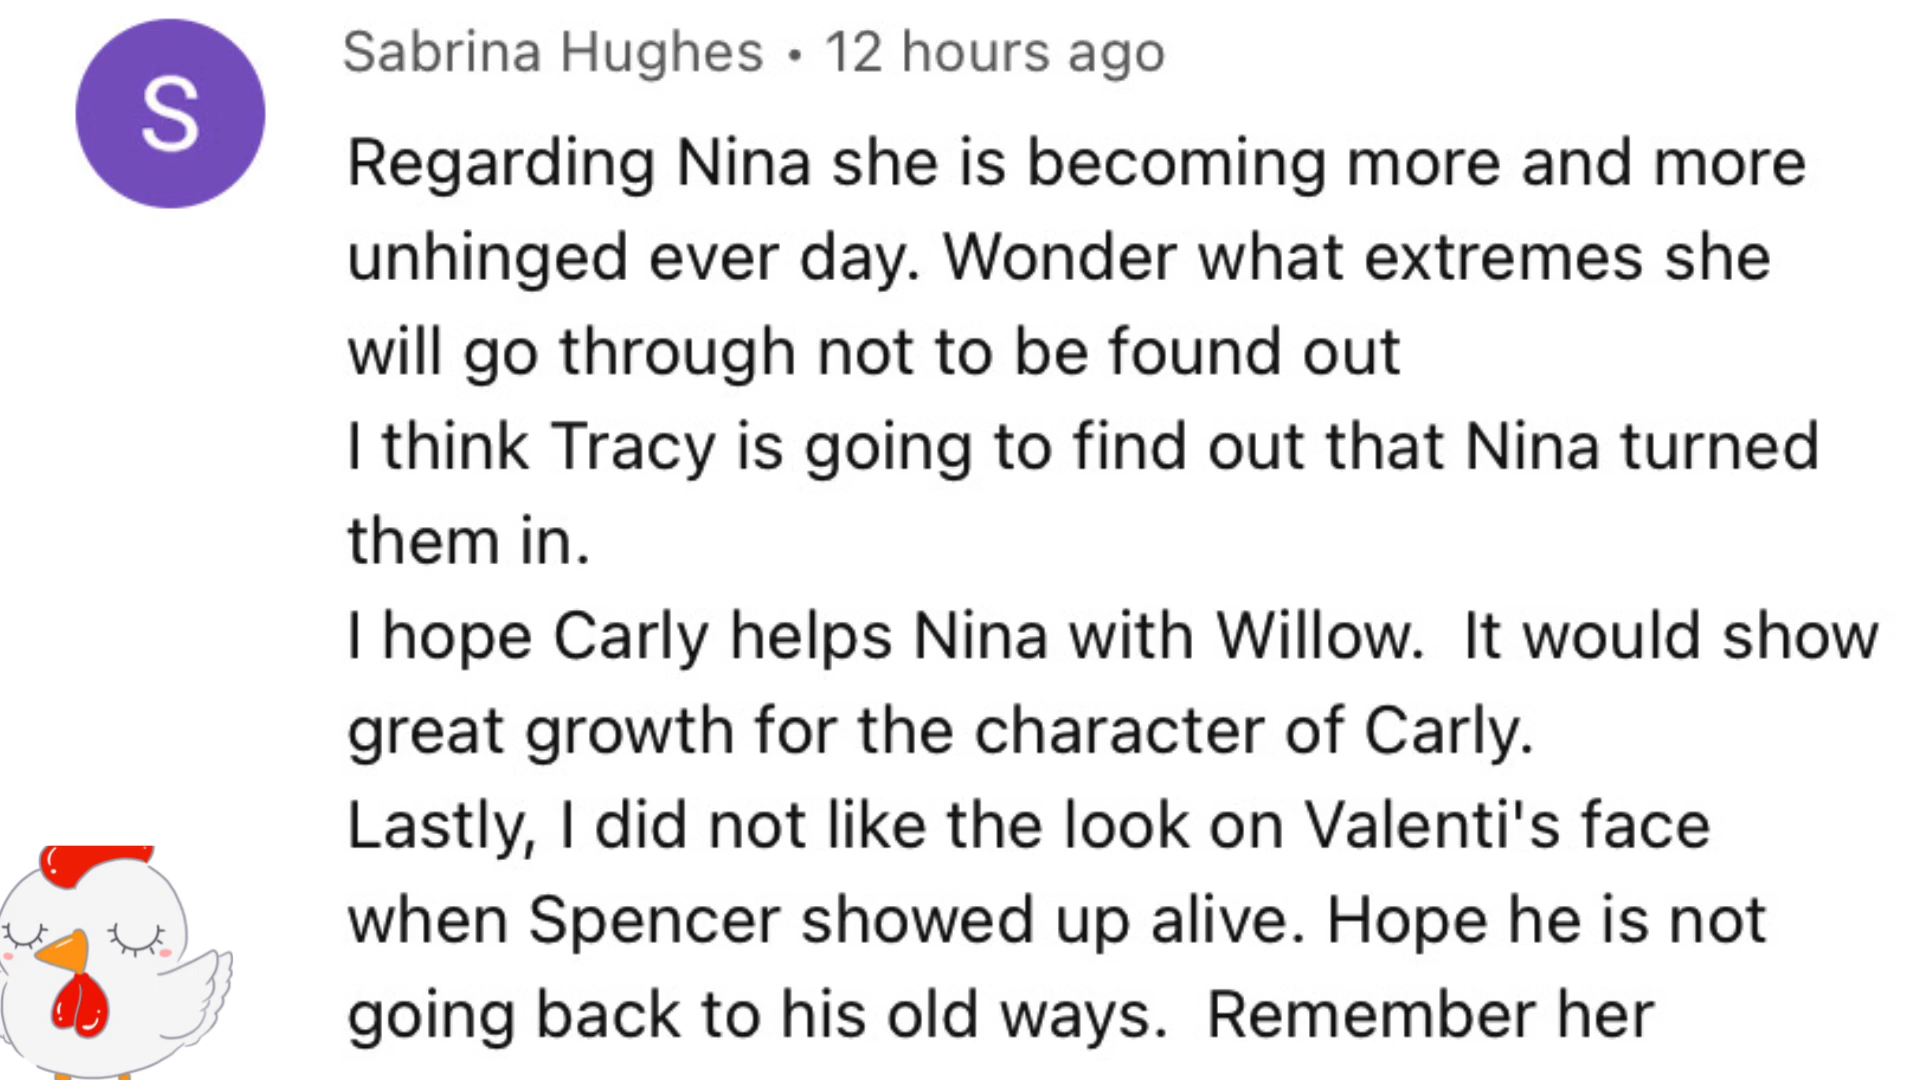 S
Sabrina Hughes • 12 hours ago
Regarding Nina she is becoming more and more
unhinged ever day. Wonder what extremes she
will go through not to be found out
I think Tracy is going to find out that Nina turned
them in.
I hope Carly helps Nina with Willow.  It would show
great growth for the character of Carly.
Lastly, I did not like the look on Valenti's face
when Spencer showed up alive. Hope he is not
going back to his old ways.  Remember her